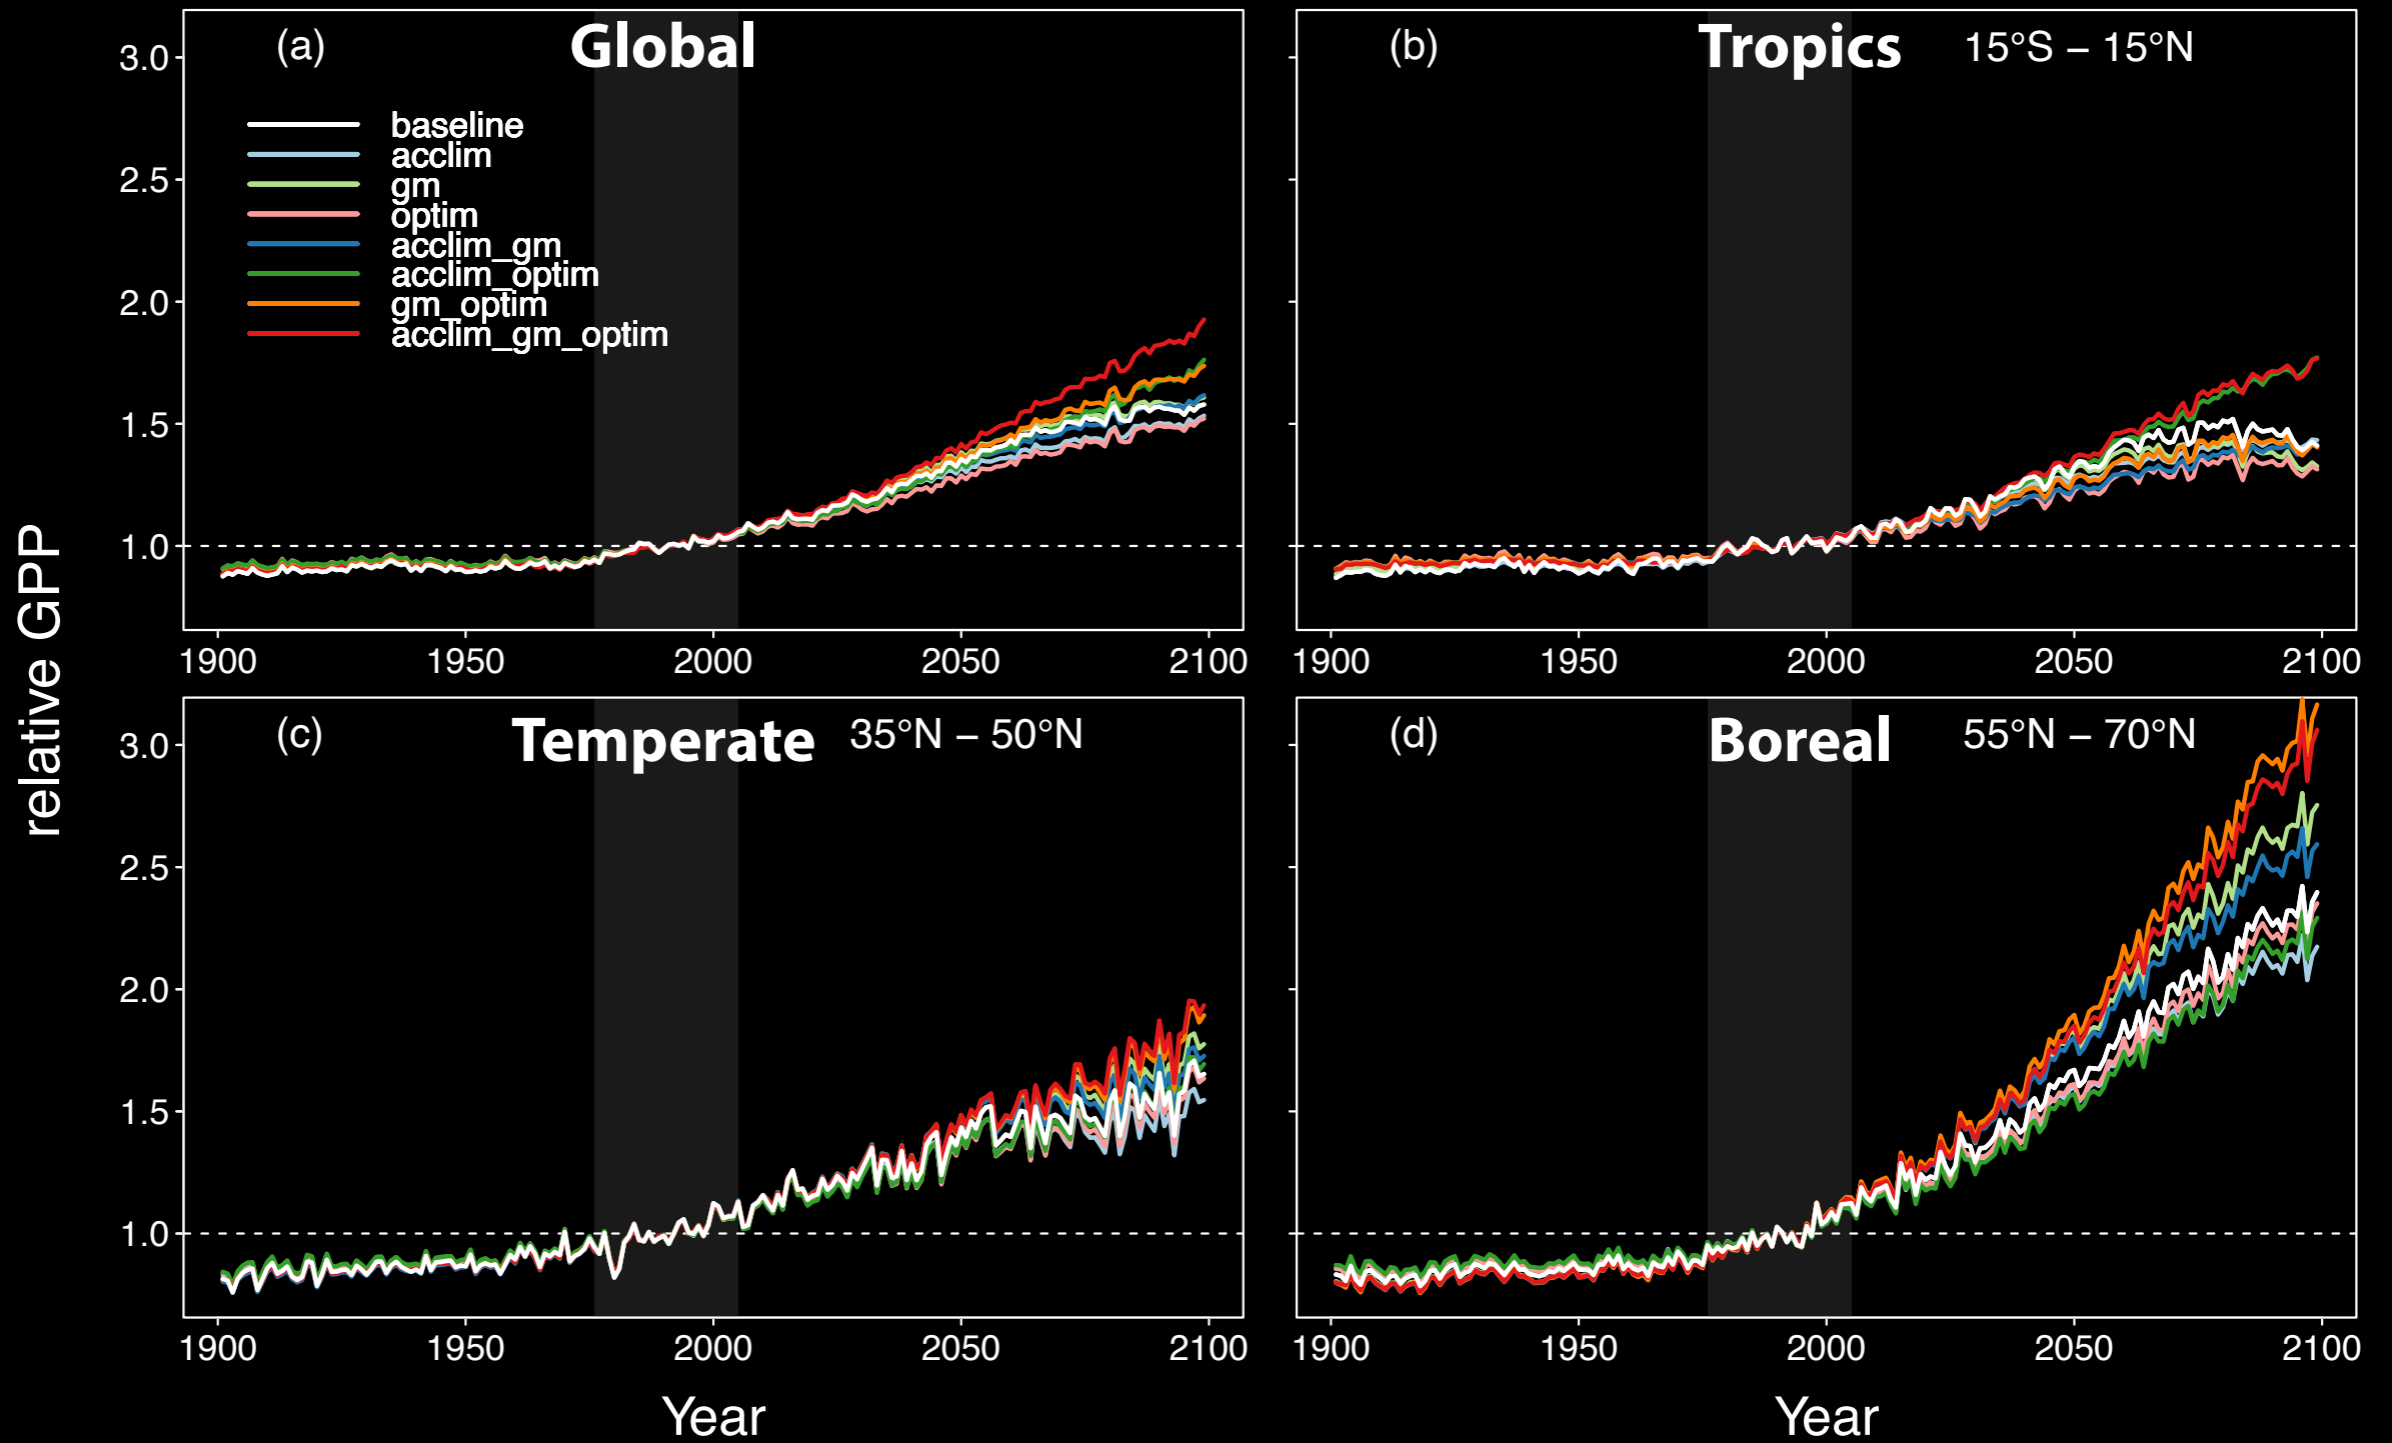 (a) Global
baseline
acclim
gm
optim
acclim_gm
acclim_optim
gm_optim
acclim_gm_optim
3.0
2.5
2.0
1.5
1.0
1900 1950 2000 2050 2100
(b) Tropics 15°S – 15°N
1900 1950 2000 2050 2100
relative GPP
(c) Temperate 35°N – 50°N
3.0
2.5
2.0
1.5
1.0
1900 1950 2000 2050 2100
Year
(d) Boreal 55°N – 70°N
1900 1950 2000 2050 2100
Year